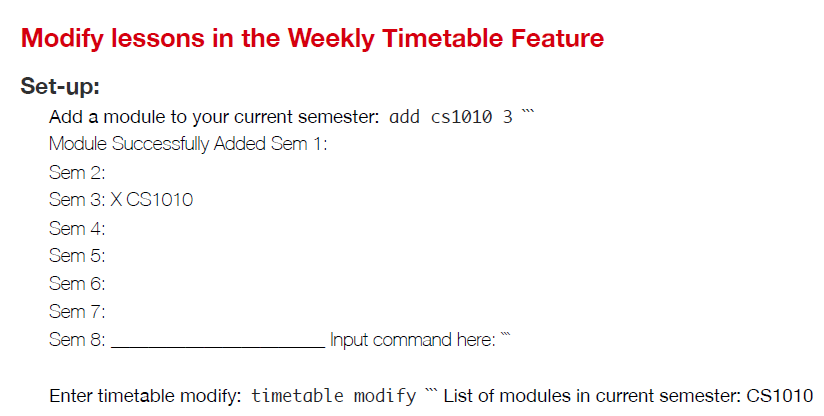 Modify lessons in the Weekly Timetable Feature
Set-up:
Add a module to your current semester: add cs1010 3 ```
Module Successfully Added Sem 1:
Sem 2:
Sem 3: X CS1010
Sem 4:
Sem 5:
Sem 6:
Sem 7:
Sem 8: ________________________ Input command here: ```
Enter timetable modify: timetable modify ``` List of modules in current semester: CS1010